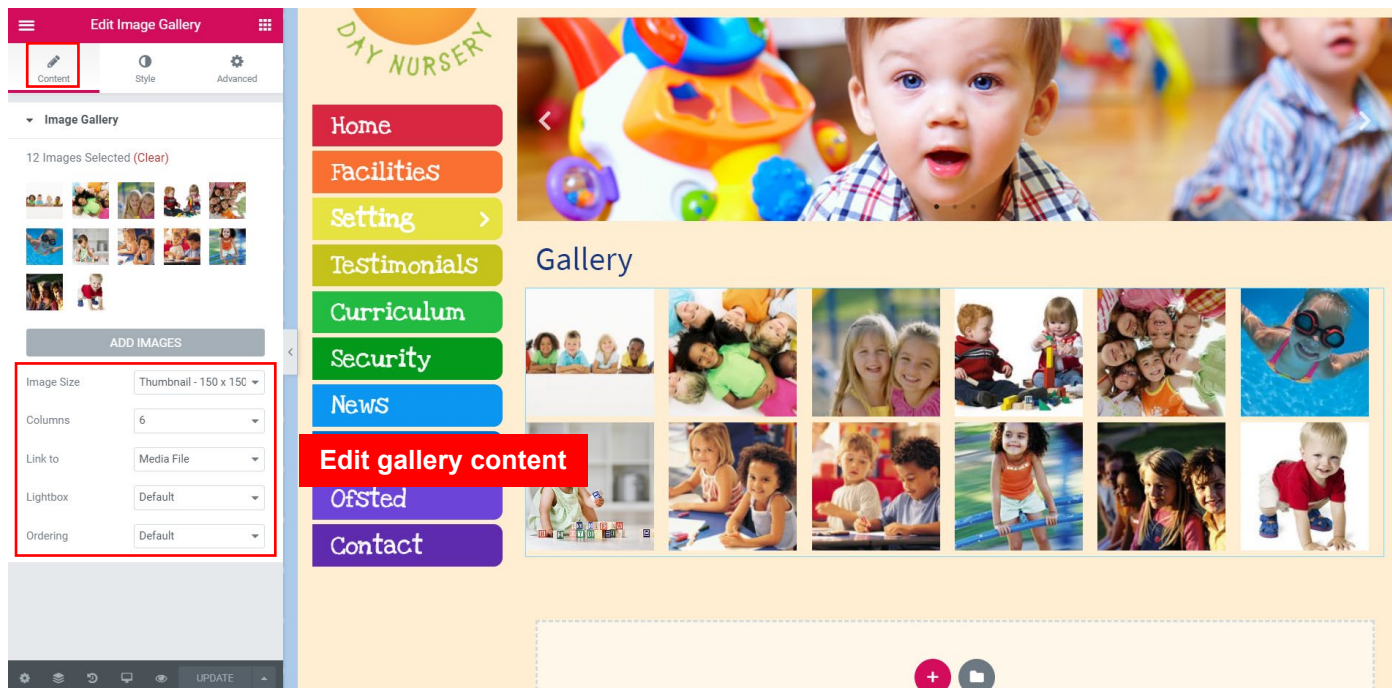 Edit Image Gallery
Content
Style
Advanced
Image Gallery
12 Images Selected (Clear)
ADD IMAGES
Image Size
Thumbnail - 150 x 150
Columns
6
Link to
Media File
Lightbox
Default
Ordering
Default
UPDATE
DAY NURSERY
Home
Facilities
Setting
Testimonials
Curriculum
Security
News
Edit gallery content
Ofsted
Contact
Gallery